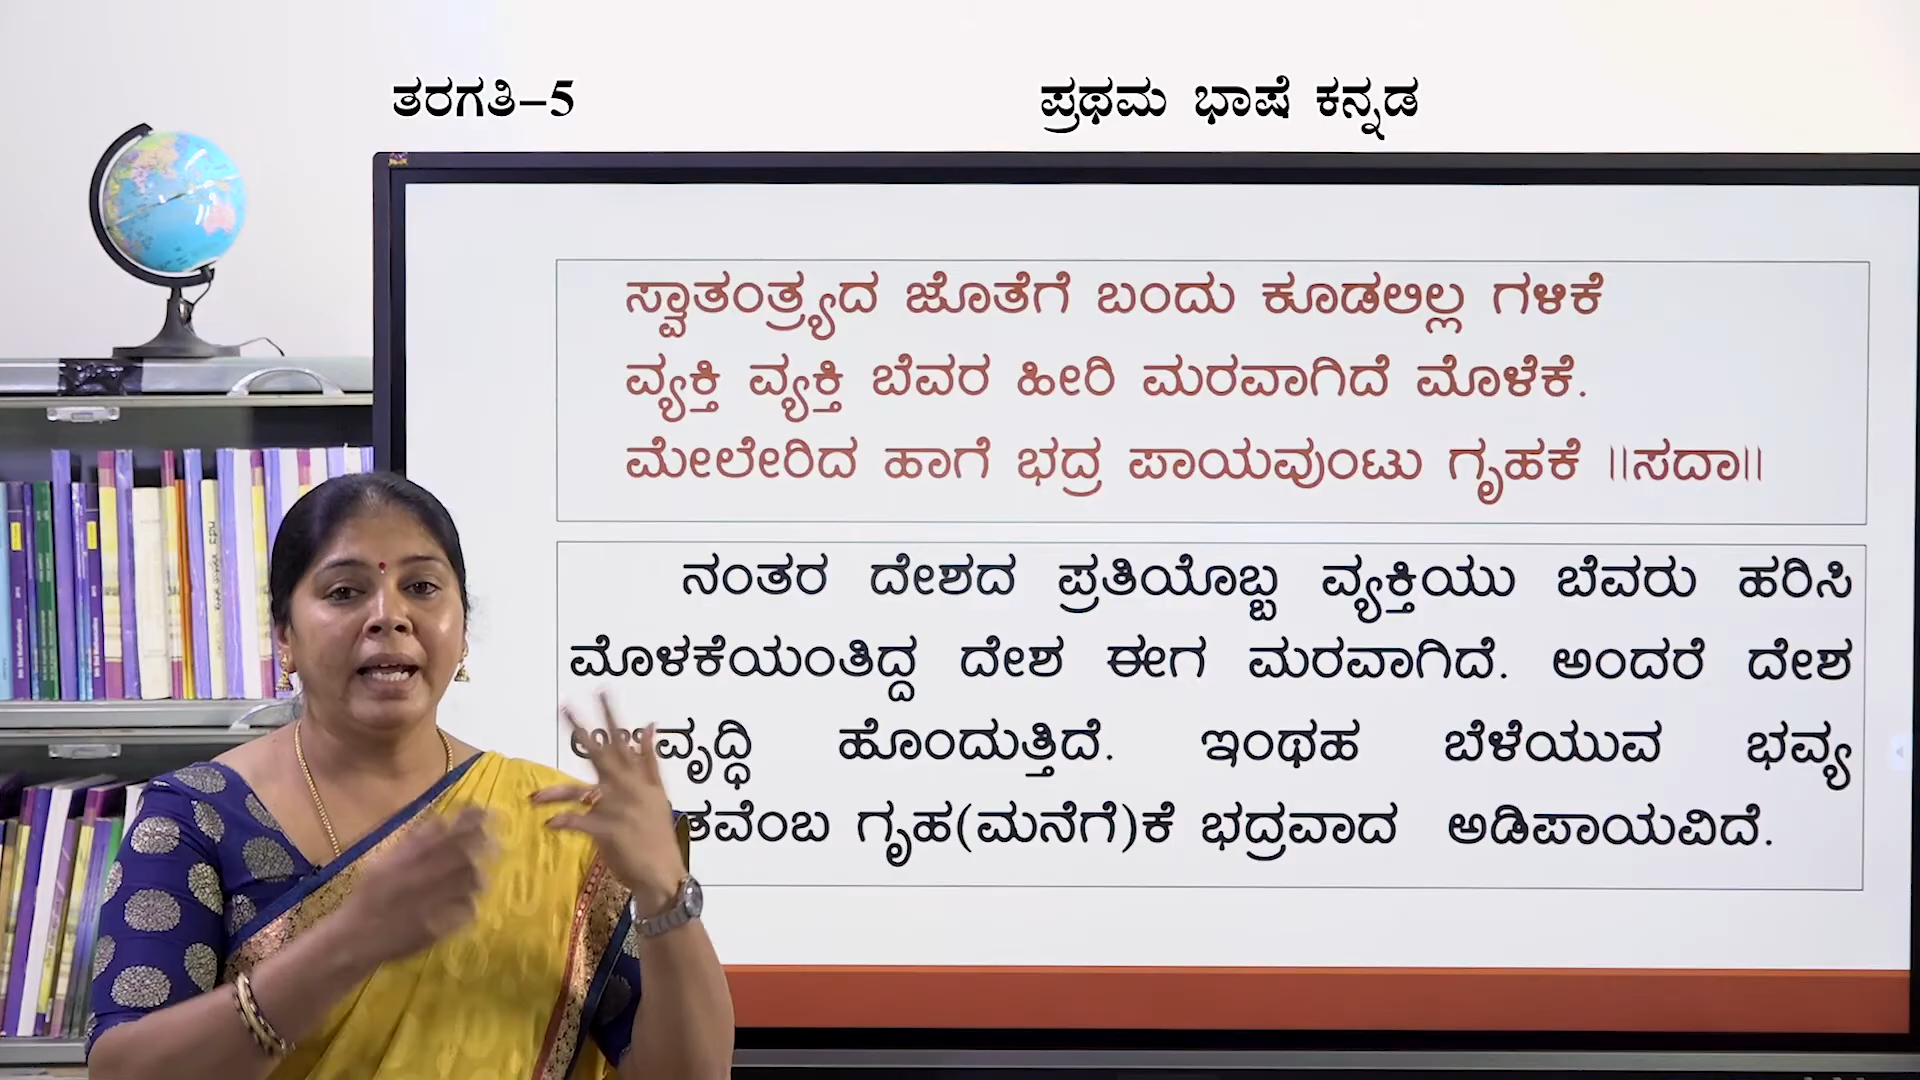 ತರಗತಿ-5
ಪ್ರಥಮ ಭಾಷೆ ಕನ್ನಡ
ಸ್ವಾತಂತ್ರ್ಯದ ಜೊತೆಗೆ ಬಂದು ಕೂಡಲಿಲ್ಲ ಗಳಿಕೆ
ವ್ಯಕ್ತಿ ವ್ಯಕ್ತಿ ಬೆವರ ಹೀರಿ ಮರವಾಗಿದೆ ಮೊಳೆಕೆ.
ಮೇಲೇರಿದ ಹಾಗೆ ಭದ್ರ ಪಾಯವುಂಟು ಗೃಹಕೆ ॥ಸದಾ॥
ನಂತರ ದೇಶದ ಪ್ರತಿಯೊಬ್ಬ ವ್ಯಕ್ತಿಯು ಬೆವರು ಹರಿಸಿ
ಮೊಳಕೆಯಂತಿದ್ದ ದೇಶ ಈಗ ಮರವಾಗಿದೆ. ಅಂದರೆ ದೇಶ
ಹೊಂದುತ್ತಿದೆ. ಇಂಥಹ ಬೆಳೆಯುವ ಭವ್ಯ
ಗೃಹ(ಮನೆಗೆ)ಕೆ ಭದ್ರವಾದ ಅಡಿಪಾಯವಿದೆ.